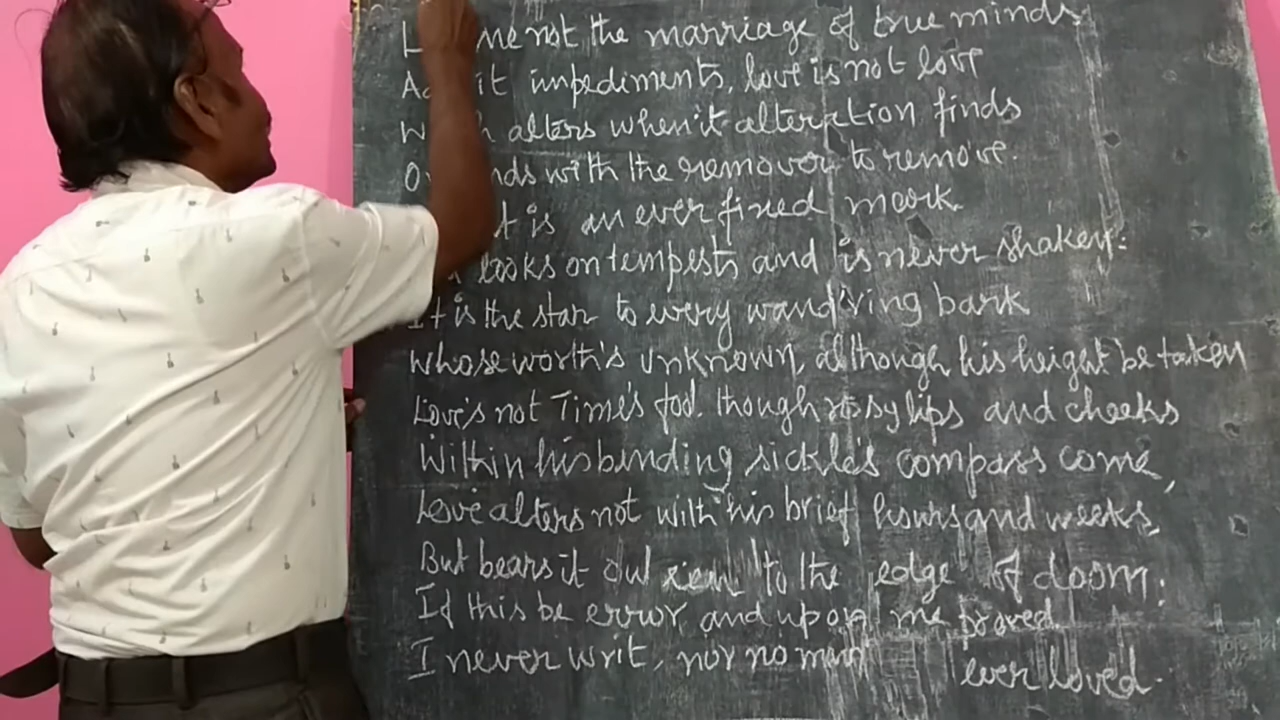 me not the marriage of true minds
it impediments, love is not love
alters when it alteration finds
with the remover to remove.
is an ever fixed mark.
looks on tempests and is never shaken:
It is the star to every wandring bark
Whose worth's unknown, although his height be taken
Love's not Time's fool. though rosy lips and cheeks
Within his bending sickle's compass come,
Love alters not with his brief hours and weeks,
But bears it out to the edge of doom:
If this be error, and upon me proved.
I never writ, nor no man
ever loved.